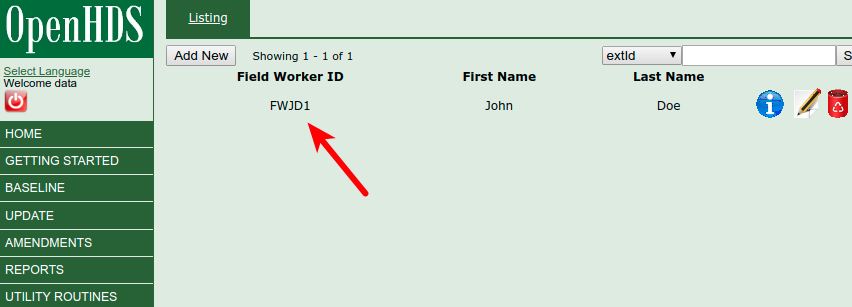 OpenHDS
Select Language
Welcome data
HOME
GETTING STARTED
BASELINE
UPDATE
AMENDMENTS
REPORTS
UTILITY ROUTINES
Listing
Add New Showing 1 - 1 of 1 extId S
Field Worker ID First Name Last Name
FWJD1 John Doe